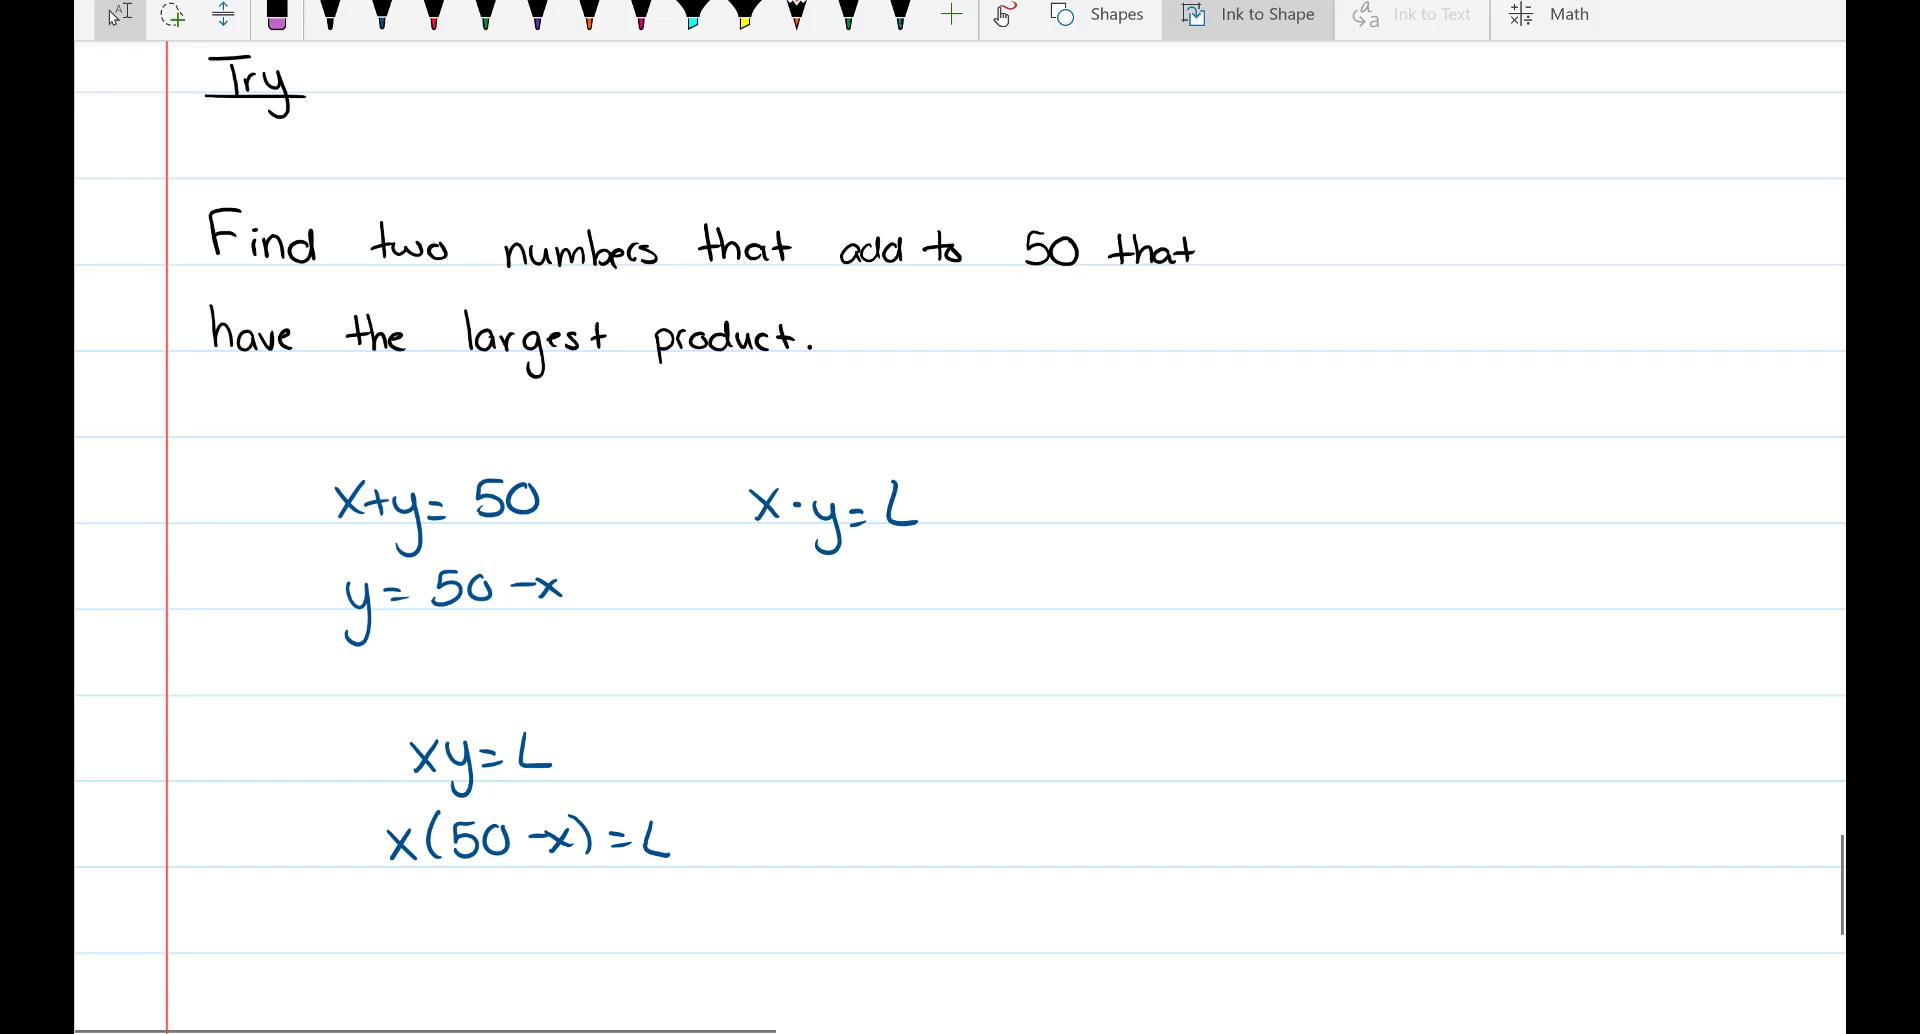 Shapes Ink to Shape Ink to Text Math
Try
Find two numbers that add to 50 that
have the largest product.
x+y= 50 x·y= L
y= 50 -x
xy= L
x(50 -x) = L